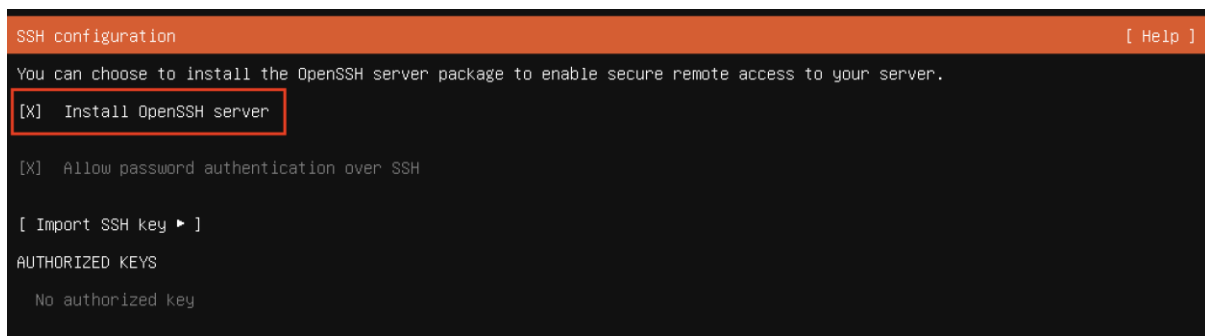 SSH configuration [ Help ]
You can choose to install the OpenSSH server package to enable secure remote access to your server.
[X] Install OpenSSH server
[X] Allow password authentication over SSH
[ Import SSH key ▸ ]
AUTHORIZED KEYS
No authorized key